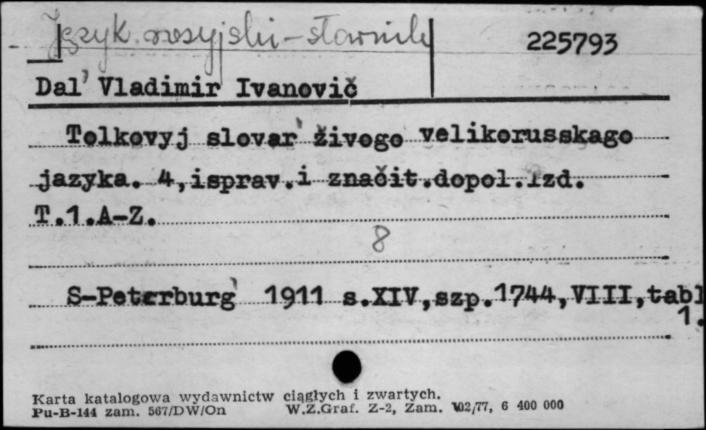 Język rosyjski-słowniki
225793
Dal' Vladimir Ivanovič
Tolkovyj slovar' živogo velikorusskago
jazyka. 4,isprav.i značit.dopol.izd.
T.1.A-Z.
8
S-Peterburg' 1911 s.XIV,szp.1744,VIII,tabl
1.
Karta katalogowa wydawnictw ciągłych i zwartych.
Pu-B-144 zam. 567/DW/On W.Z.Graf. Z-2, Zam. 102/77, 6 400 000